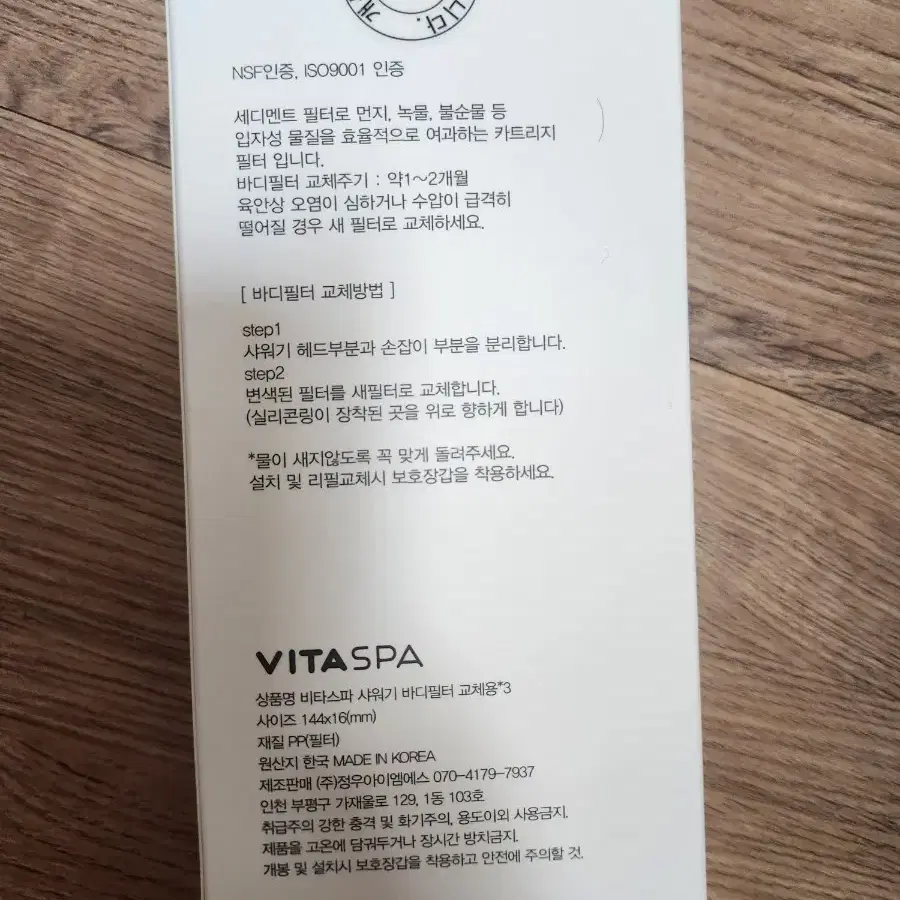 니다.
NSF인증, ISO9001 인증
세디멘트 필터로 먼지, 녹물, 불순물 등
입자성 물질을 효율적으로 여과하는 카트리지
필터 입니다.
바디필터 교체주기 : 약1~2개월
육안상 오염이 심하거나 수압이 급격히
떨어질 경우 새 필터로 교체하세요.
[ 바디필터 교체방법 ]
step1
샤워기 헤드부분과 손잡이 부분을 분리합니다.
step2
변색된 필터를 새필터로 교체합니다.
(실리콘링이 장착된 곳을 위로 향하게 합니다)
*물이 새지않도록 꼭 맞게 돌려주세요.
설치 및 리필교체시 보호장갑을 착용하세요.
VITASPA
상품명 비타스파 샤워기 바디필터 교체용*3
사이즈 144x16(mm)
재질 PP(필터)
원산지 한국 MADE IN KOREA
제조판매 (주)정우아이엠에스 070-4179-7937
인천 부평구 가재울로 129, 1동 103호
취급주의 강한 충격 및 화기주의, 용도이외 사용금지.
제품을 고온에 담궈두거나 장시간 방치금지.
개봉 및 설치시 보호장갑을 착용하고 안전에 주의할 것.